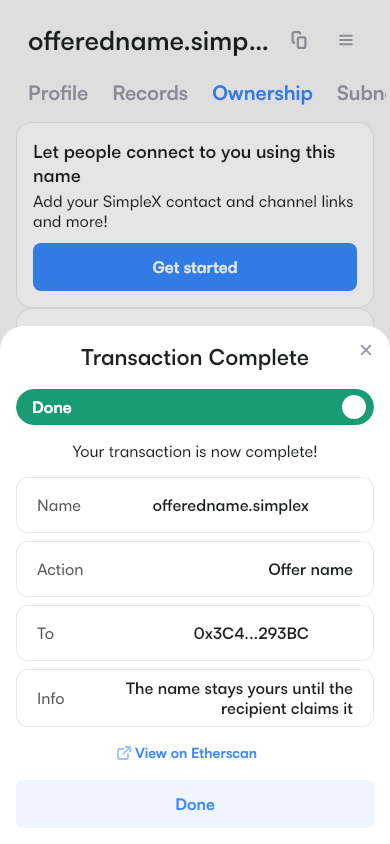 offeredname.simp...
Profile Records Ownership Subn
Let people connect to you using this
name
Add your SimpleX contact and channel links
and more!
Get started
Transaction Complete
Done
Your transaction is now complete!
Name offeredname.simplex
Action Offer name
To 0x3C4...293BC
Info The name stays yours until the
recipient claims it
View on Etherscan
Done